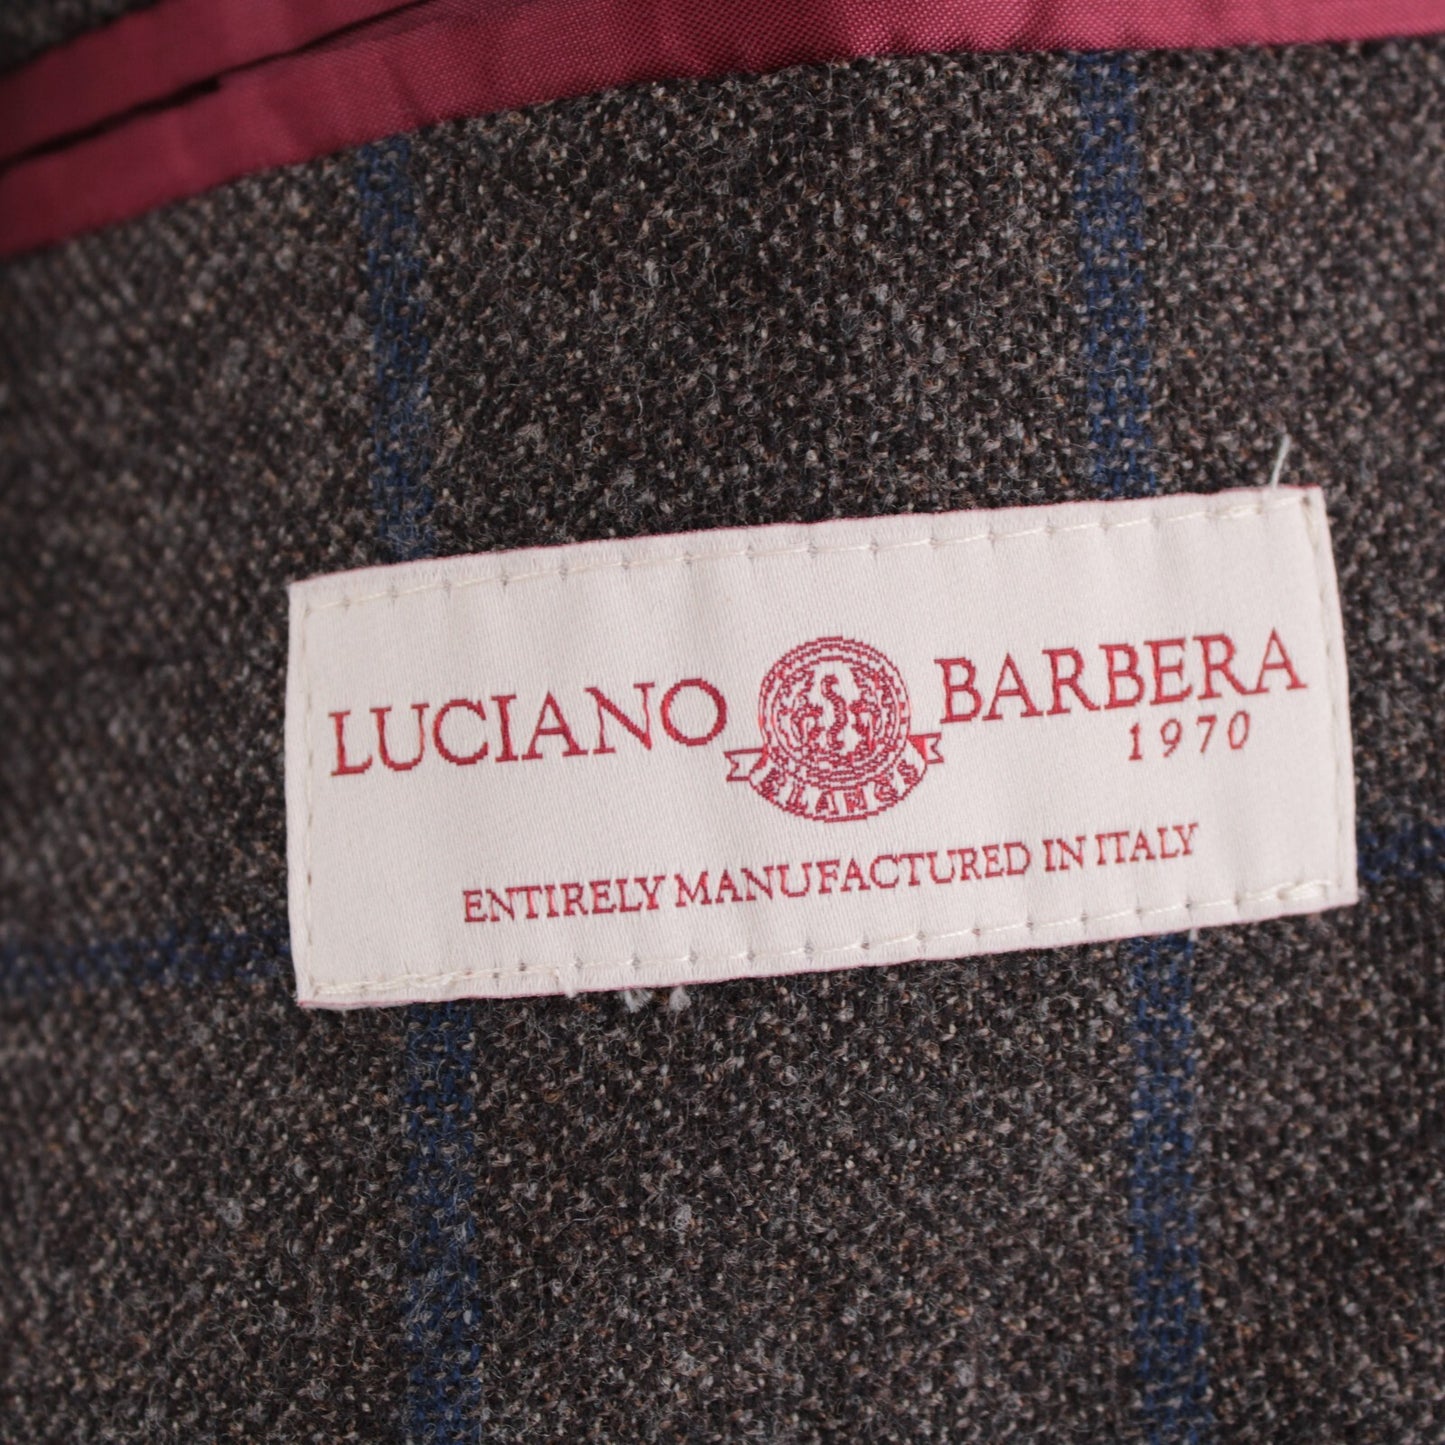 LUCIANO BARBERA
1970
ENTIRELY MANUFACTURED IN ITALY